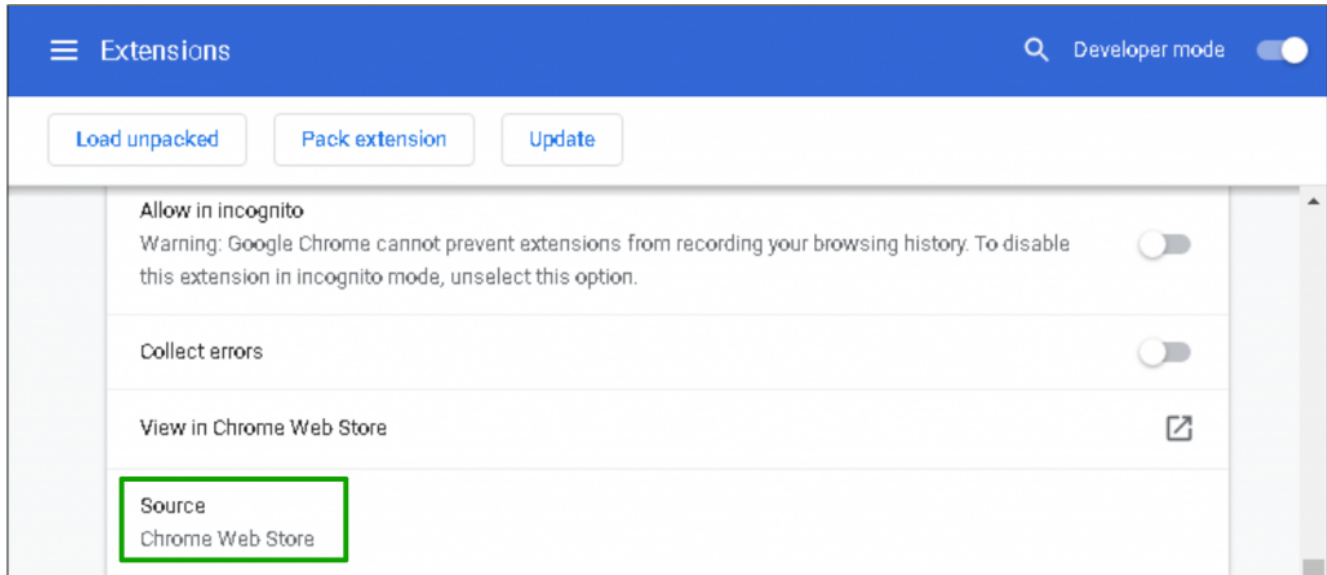 Extensions
Developer mode
Load unpacked
Pack extension
Update
Allow in incognito
Warning: Google Chrome cannot prevent extensions from recording your browsing history. To disable
this extension in incognito mode, unselect this option.
Collect errors
View in Chrome Web Store
Source
Chrome Web Store